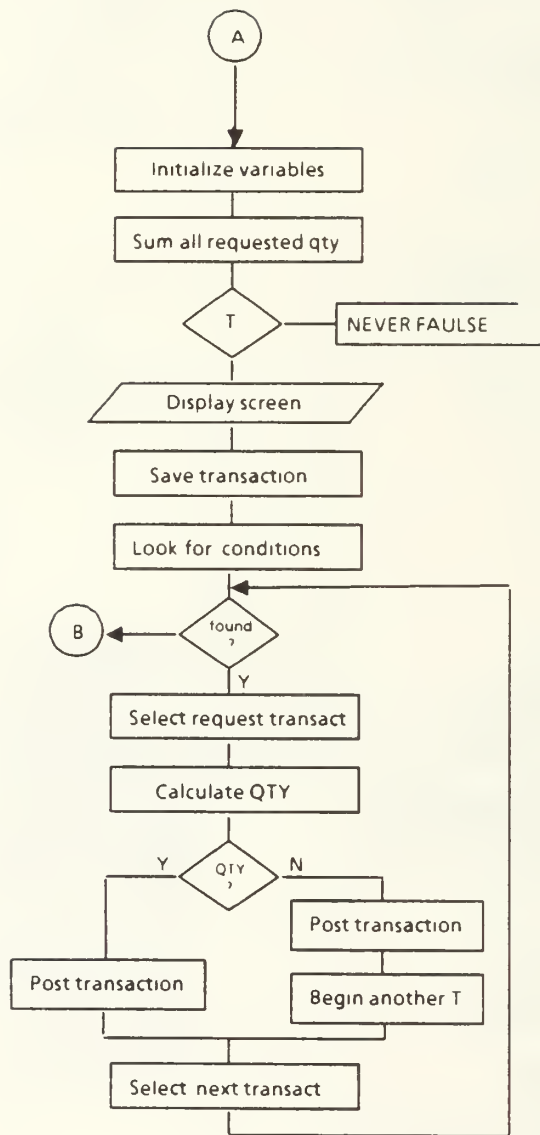 A
Initialize variables
Sum all requested qty
T
NEVER FAULSE
Display screen
Save transaction
Look for conditions
found
?
B
Y
Select request transact
Calculate QTY
Y
QTY
?
N
Post transaction
Post transaction
Begin another T
Select next transact